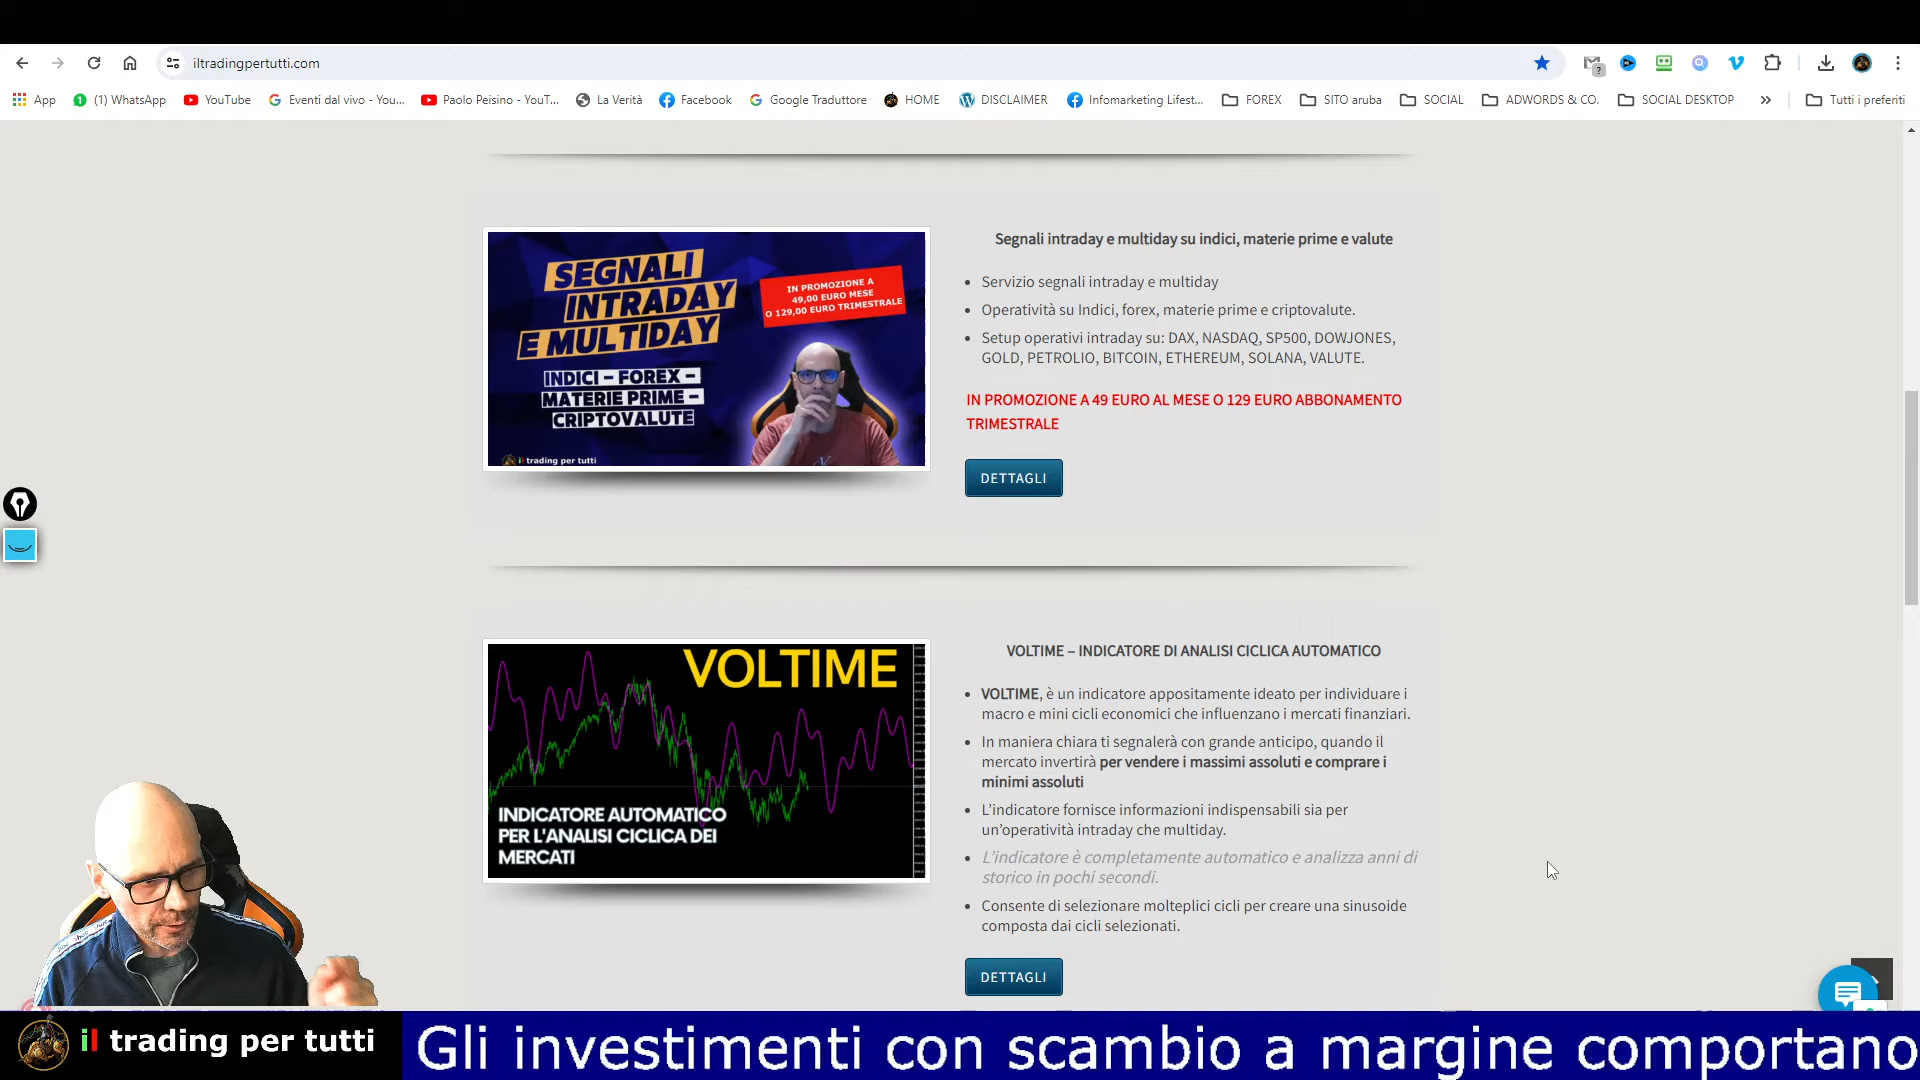 iltradingpertutti.com
App
(1) WhatsApp
YouTube
Eventi dal vivo - You...
Paolo Peisino - YouT...
La Verità
Facebook
Google Traduttore
HOME
DISCLAIMER
Infomarketing Lifest...
FOREX
SITO aruba
SOCIAL
ADWORDS & CO.
SOCIAL DESKTOP
Tutti i preferiti
SEGNALI
INTRADAY
E MULTIDAY
IN PROMOZIONE A
49,00 EURO MESE
O 129,00 EURO TRIMESTRALE
INDICI – FOREX –
MATERIE PRIME –
CRIPTOVALUTE
il trading per tutti
Segnali intraday e multiday su indici, materie prime e valute
Servizio segnali intraday e multiday
Operatività su Indici, forex, materie prime e criptovalute.
Setup operativi intraday su: DAX, NASDAQ, SP500, DOWJONES,
GOLD, PETROLIO, BITCOIN, ETHEREUM, SOLANA, VALUTE.
IN PROMOZIONE A 49 EURO AL MESE O 129 EURO ABBONAMENTO
TRIMESTRALE
DETTAGLI
VOLTIME
INDICATORE AUTOMATICO
PER L'ANALISI CICLICA DEI
MERCATI
VOLTIME – INDICATORE DI ANALISI CICLICA AUTOMATICO
VOLTIME, è un indicatore appositamente ideato per individuare i
macro e mini cicli economici che influenzano i mercati finanziari.
In maniera chiara ti segnalerà con grande anticipo, quando il
mercato invertirà per vendere i massimi assoluti e comprare i
minimi assoluti
L'indicatore fornisce informazioni indispensabili sia per
un'operatività intraday che multiday.
L'indicatore è completamente automatico e analizza anni di
storico in pochi secondi.
Consente di selezionare molteplici cicli per creare una sinusoide
composta dai cicli selezionati.
DETTAGLI
il trading per tutti
Gli investimenti con scambio a margine comportano